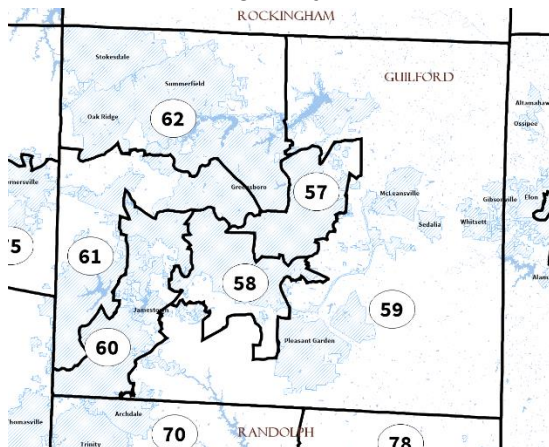 ROCKINGHAM
Stokesdale
GUILFORD
Summerfield
Oak Ridge
62
Altamahaw
Ossipee
Greensboro
57
McLeansville
Gibsonville
Elon
Sedalia
Whitsett
61
58
59
Jamestown
60
Pleasant Garden
Archdale
70
RANDOLPH
78
Trinity